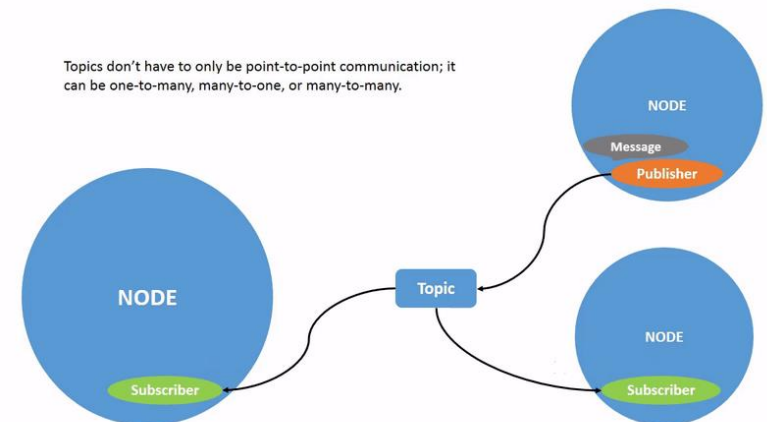 Topics don't have to only be point-to-point communication; it
can be one-to-many, many-to-one, or many-to-many.
NODE
Message
Publisher
NODE
Topic
NODE
Subscriber
Subscriber